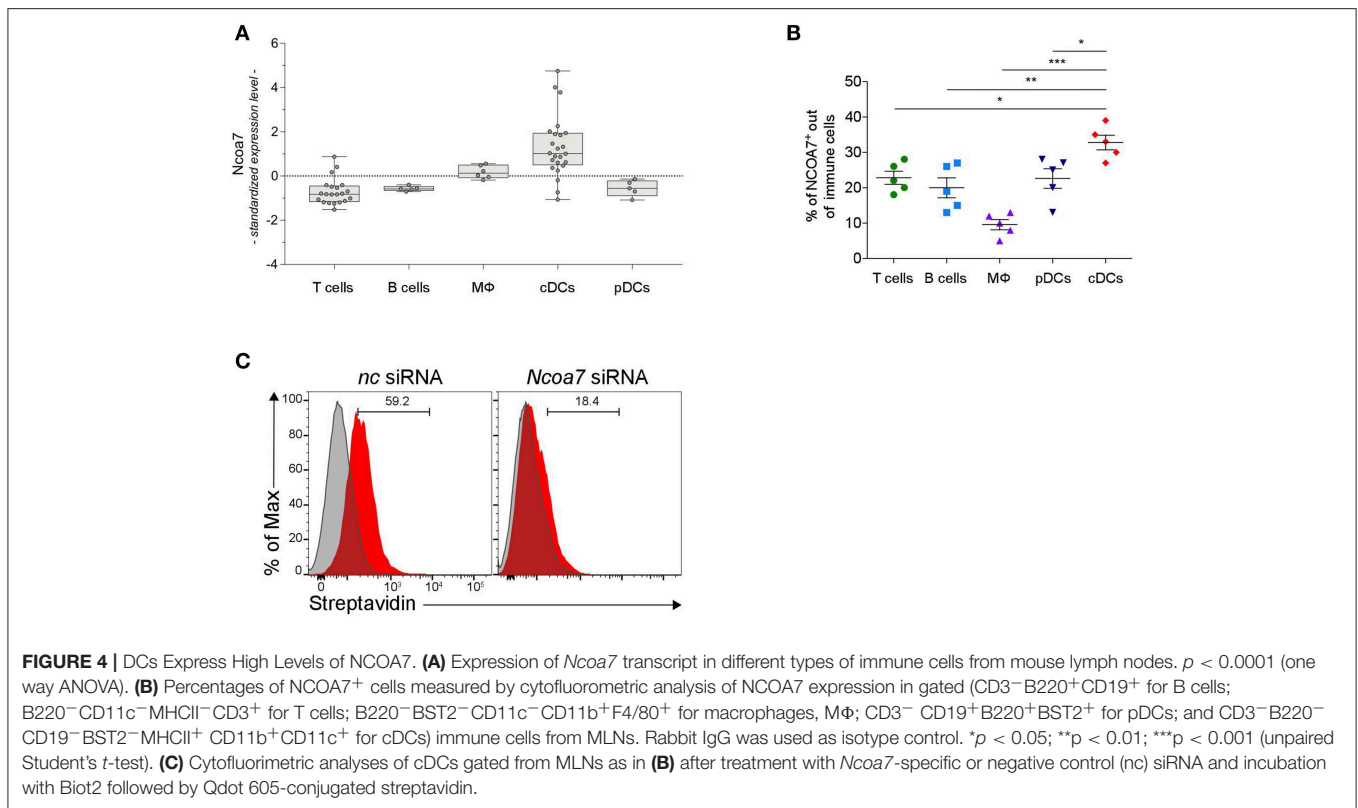 A
Ncoa7
- standardized expression level -
6
4
2
0
-2
-4
T cells
B cells
MΦ
cDCs
pDCs
B
*
***
**
*
% of NCOA7⁺ out
of immune cells
50
40
30
20
10
0
T cells
B cells
MΦ
pDCs
cDCs
C
nc siRNA
Ncoa7 siRNA
59.2
18.4
% of Max
100
80
60
40
20
0
0
10³
10⁴
10⁵
Streptavidin
FIGURE 4 | DCs Express High Levels of NCOA7. (A) Expression of Ncoa7 transcript in different types of immune cells from mouse lymph nodes. p < 0.0001 (one
way ANOVA). (B) Percentages of NCOA7⁺ cells measured by cytofluorometric analysis of NCOA7 expression in gated (CD3⁻B220⁺CD19⁺ for B cells;
B220⁻CD11c⁻MHCII⁻CD3⁺ for T cells; B220⁻BST2⁻CD11c⁻CD11b⁺F4/80⁺ for macrophages, MΦ; CD3⁻ CD19⁺B220⁺BST2⁺ for pDCs; and CD3⁻B220⁻
CD19⁻BST2⁻MHCII⁺ CD11b⁺CD11c⁺ for cDCs) immune cells from MLNs. Rabbit IgG was used as isotype control. *p < 0.05; **p < 0.01; ***p < 0.001 (unpaired
Student's t-test). (C) Cytofluorimetric analyses of cDCs gated from MLNs as in (B) after treatment with Ncoa7-specific or negative control (nc) siRNA and incubation
with Biot2 followed by Qdot 605-conjugated streptavidin.